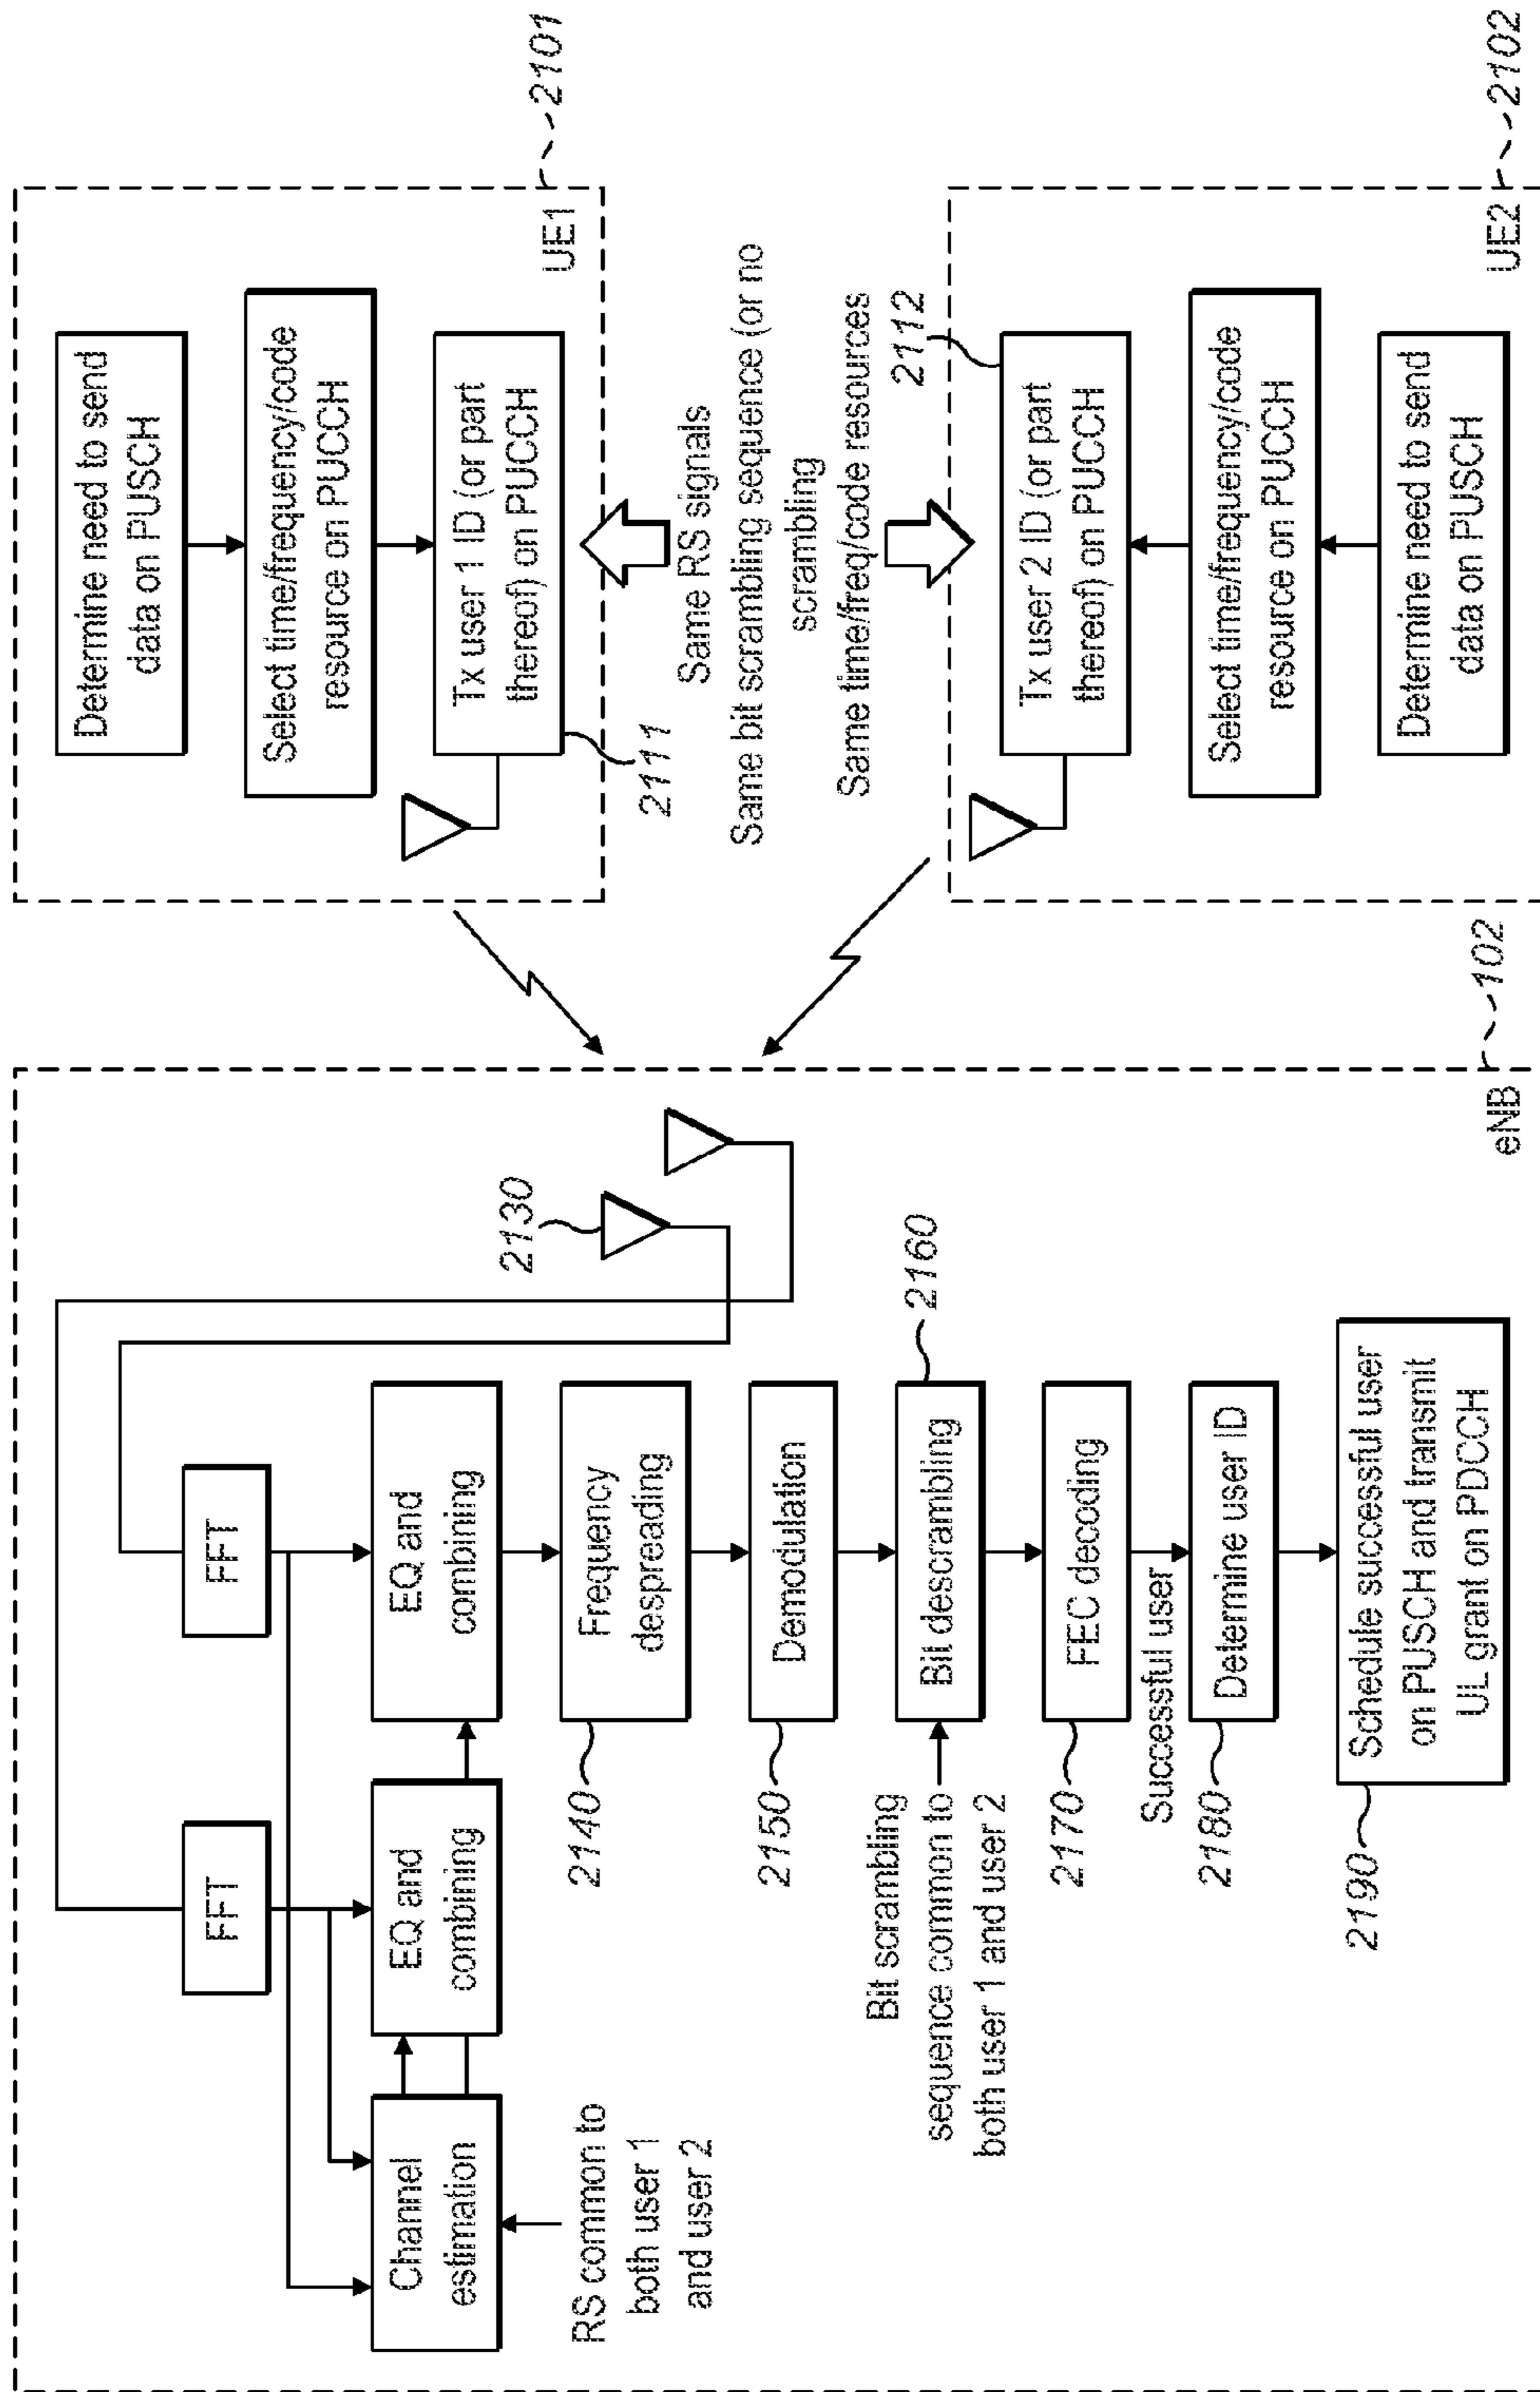 FFT
FFT
Channel
estimation
EQ and
combining
EQ and
combining
RS common to
both user 1
and user 2
2130
2140
Frequency
despreading
2150
Demodulation
Bit scrambling
sequence common to
both user 1 and user 2
Bit descrambling
2160
2170
FEC decoding
Successful user
2180
Determine user ID
2190
Schedule successful user
on PUSCH and transmit
UL grant on PDCCH
eNB
102
Determine need to send
data on PUSCH
Select time/frequency/code
resource on PUCCH
Tx user 1 ID (or part
thereof) on PUCCH
2111
UE1
2101
Same RS signals
Same bit scrambling sequence (or no
scrambling
Same time/freq/code resources
2112
Tx user 2 ID (or part
thereof) on PUCCH
Select time/frequency/code
resource on PUCCH
Determine need to send
data on PUSCH
UE2
2102